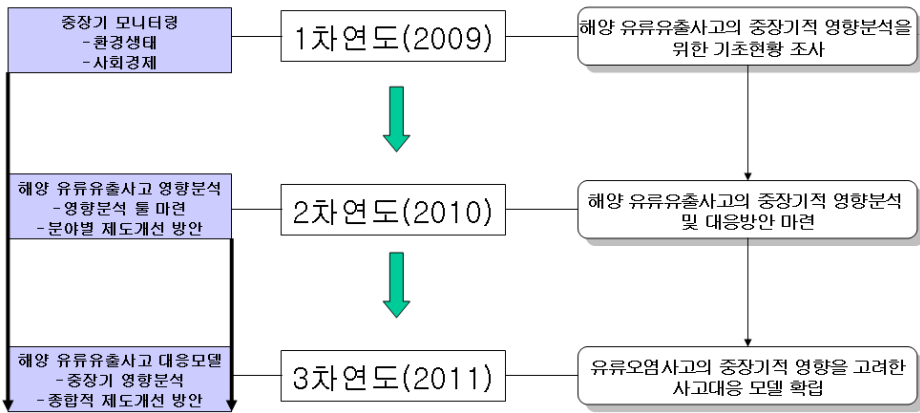 중장기 모니터링
-환경생태
-사회경제
1차연도(2009)
해양 유류유출사고의 중장기적 영향분석을
위한 기초현황 조사
해양 유류유출사고 영향분석
-영향분석 툴 마련
-분야별 제도개선 방안
2차연도(2010)
해양 유류유출사고의 중장기적 영향분석
및 대응방안 마련
해양 유류유출사고 대응모델
-중장기 영향분석
-종합적 제도개선 방안
3차연도(2011)
유류오염사고의 중장기적 영향을 고려한
사고대응 모델 확립